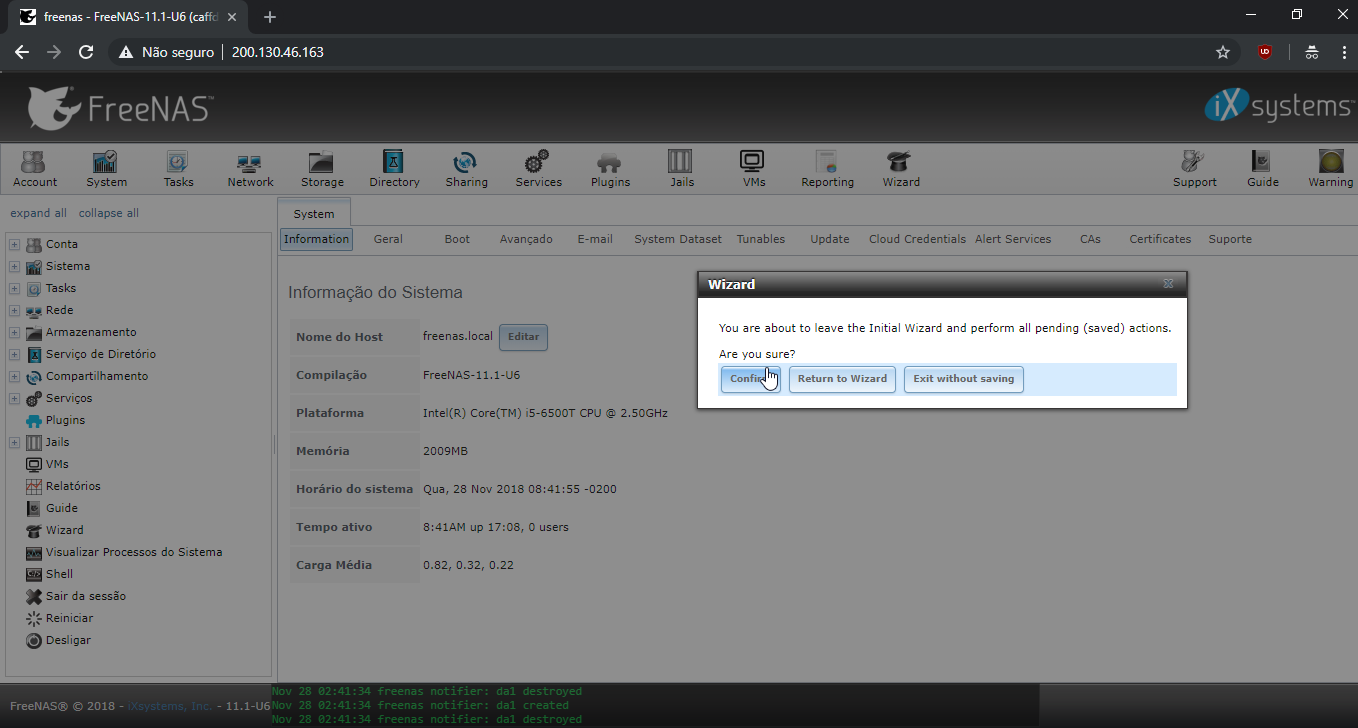 freenas - FreeNAS-11.1-U6 (caffd
Não seguro 200.130.46.163
FreeNAS™
iXsystems™
Account System Tasks Network Storage Directory Sharing Services Plugins Jails VMs Reporting Wizard Support Guide Warning
expand all collapse all
System
Information Geral Boot Avançado E-mail System Dataset Tunables Update Cloud Credentials Alert Services CAs Certificates Suporte
Conta
Sistema
Tasks
Rede
Armazenamento
Serviço de Diretório
Compartilhamento
Serviços
Plugins
Jails
VMs
Relatórios
Guide
Wizard
Visualizar Processos do Sistema
Shell
Sair da sessão
Reiniciar
Desligar
Informação do Sistema
Nome do Host freenas.local Editar
Compilação FreeNAS-11.1-U6
Plataforma Intel(R) Core(TM) i5-6500T CPU @ 2.50GHz
Memória 2009MB
Horário do sistema Qua, 28 Nov 2018 08:41:55 -0200
Tempo ativo 8:41AM up 17:08, 0 users
Carga Média 0.82, 0.32, 0.22
Wizard
You are about to leave the Initial Wizard and perform all pending (saved) actions.
Are you sure?
Confirm Return to Wizard Exit without saving
FreeNAS® © 2018 - iXsystems, Inc. - 11.1-U6
Nov 28 02:41:34 freenas notifier: da1 destroyed
Nov 28 02:41:34 freenas notifier: da1 created
Nov 28 02:41:34 freenas notifier: da1 destroyed